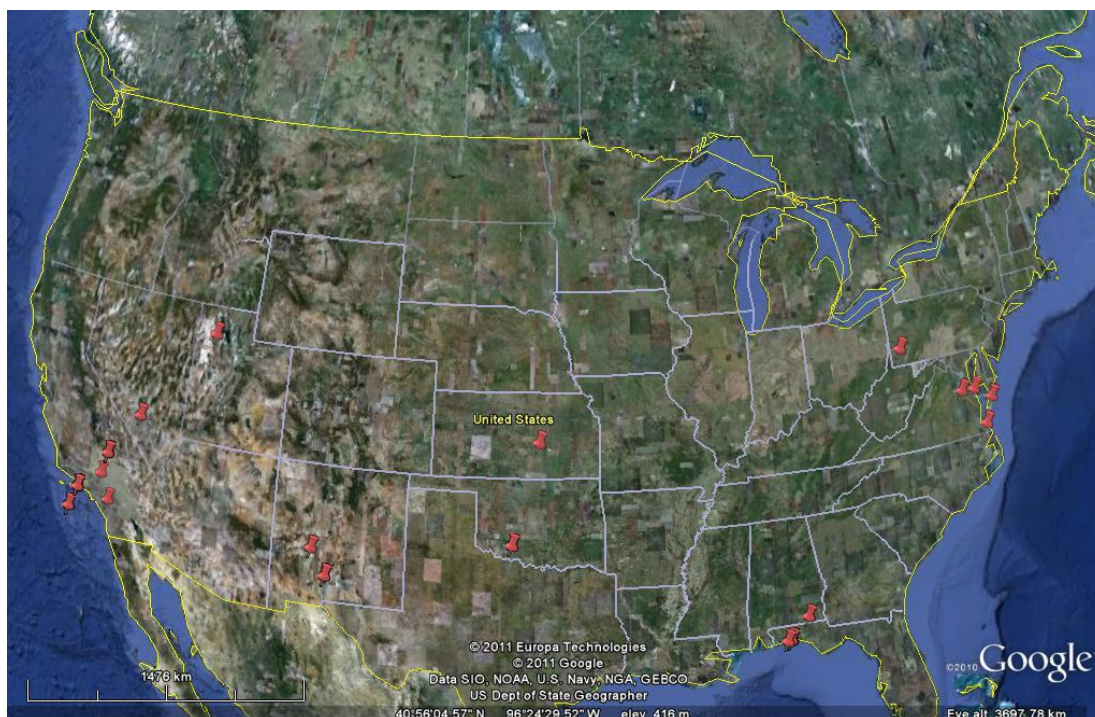 United States
© 2011 Europa Technologies
© 2011 Google
Data SIO, NOAA, U.S. Navy, NGA, GEBCO
US Dept of State Geographer
©2010 Google
1476 km
40°56'04.57" N 96°24'29.52" W elev 416 m
Eye alt 3697.78 km